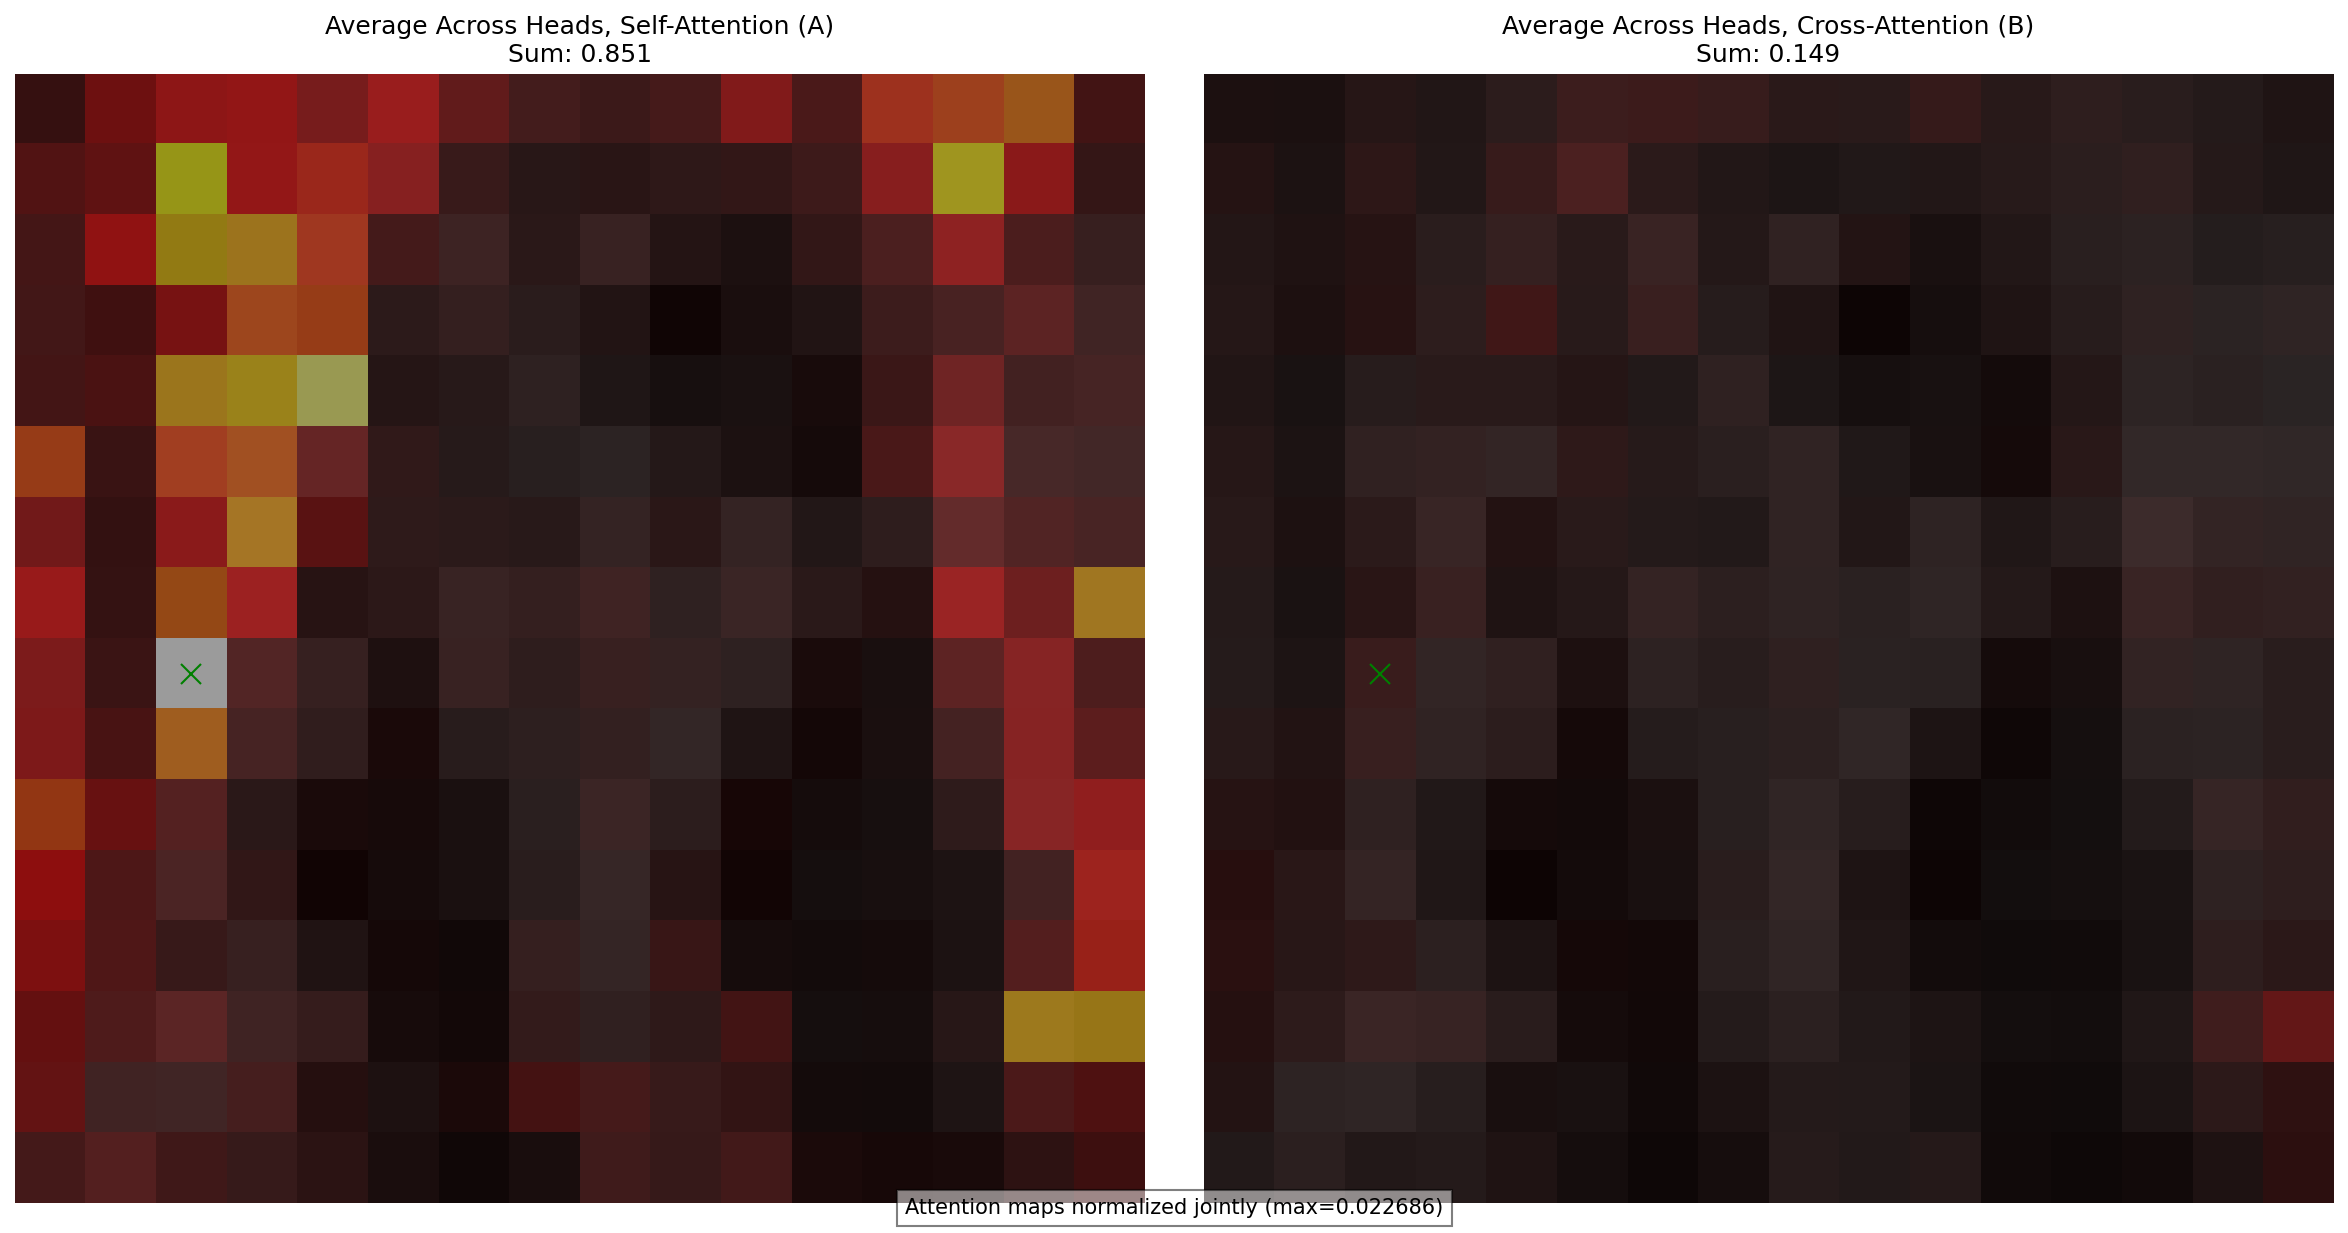 Average Across Heads, Self-Attention (A)
Sum: 0.851
Average Across Heads, Cross-Attention (B)
Sum: 0.149
Attention maps normalized jointly (max=0.022686)